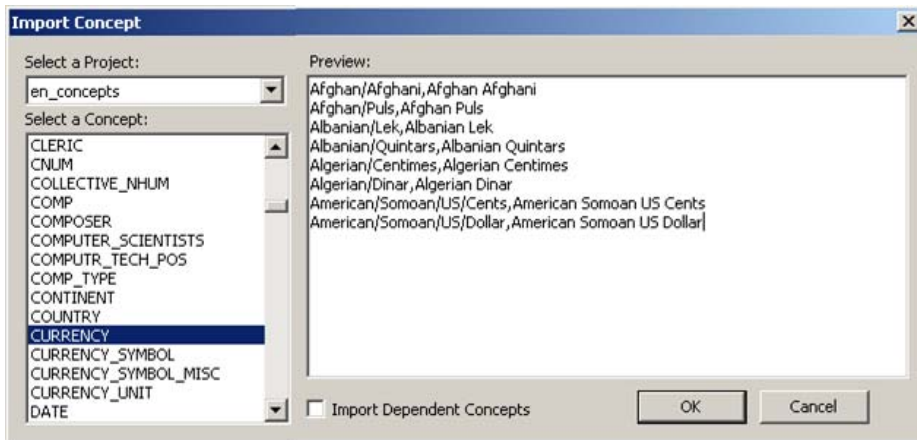 Import Concept
Select a Project:
en_concepts
Select a Concept:
CLERIC
CNUM
COLLECTIVE_NHUM
COMP
COMPOSER
COMPUTER_SCIENTISTS
COMPUTR_TECH_POS
COMP_TYPE
CONTINENT
COUNTRY
CURRENCY
CURRENCY_SYMBOL
CURRENCY_SYMBOL_MISC
CURRENCY_UNIT
DATE
Preview:
Afghan/Afghani,Afghan Afghani
Afghan/Puls,Afghan Puls
Albanian/Lek,Albanian Lek
Albanian/Quintars,Albanian Quintars
Algerian/Centimes,Algerian Centimes
Algerian/Dinar,Algerian Dinar
American/Somoan/US/Cents,American Somoan US Cents
American/Somoan/US/Dollar,American Somoan US Dollar
Import Dependent Concepts
OK
Cancel